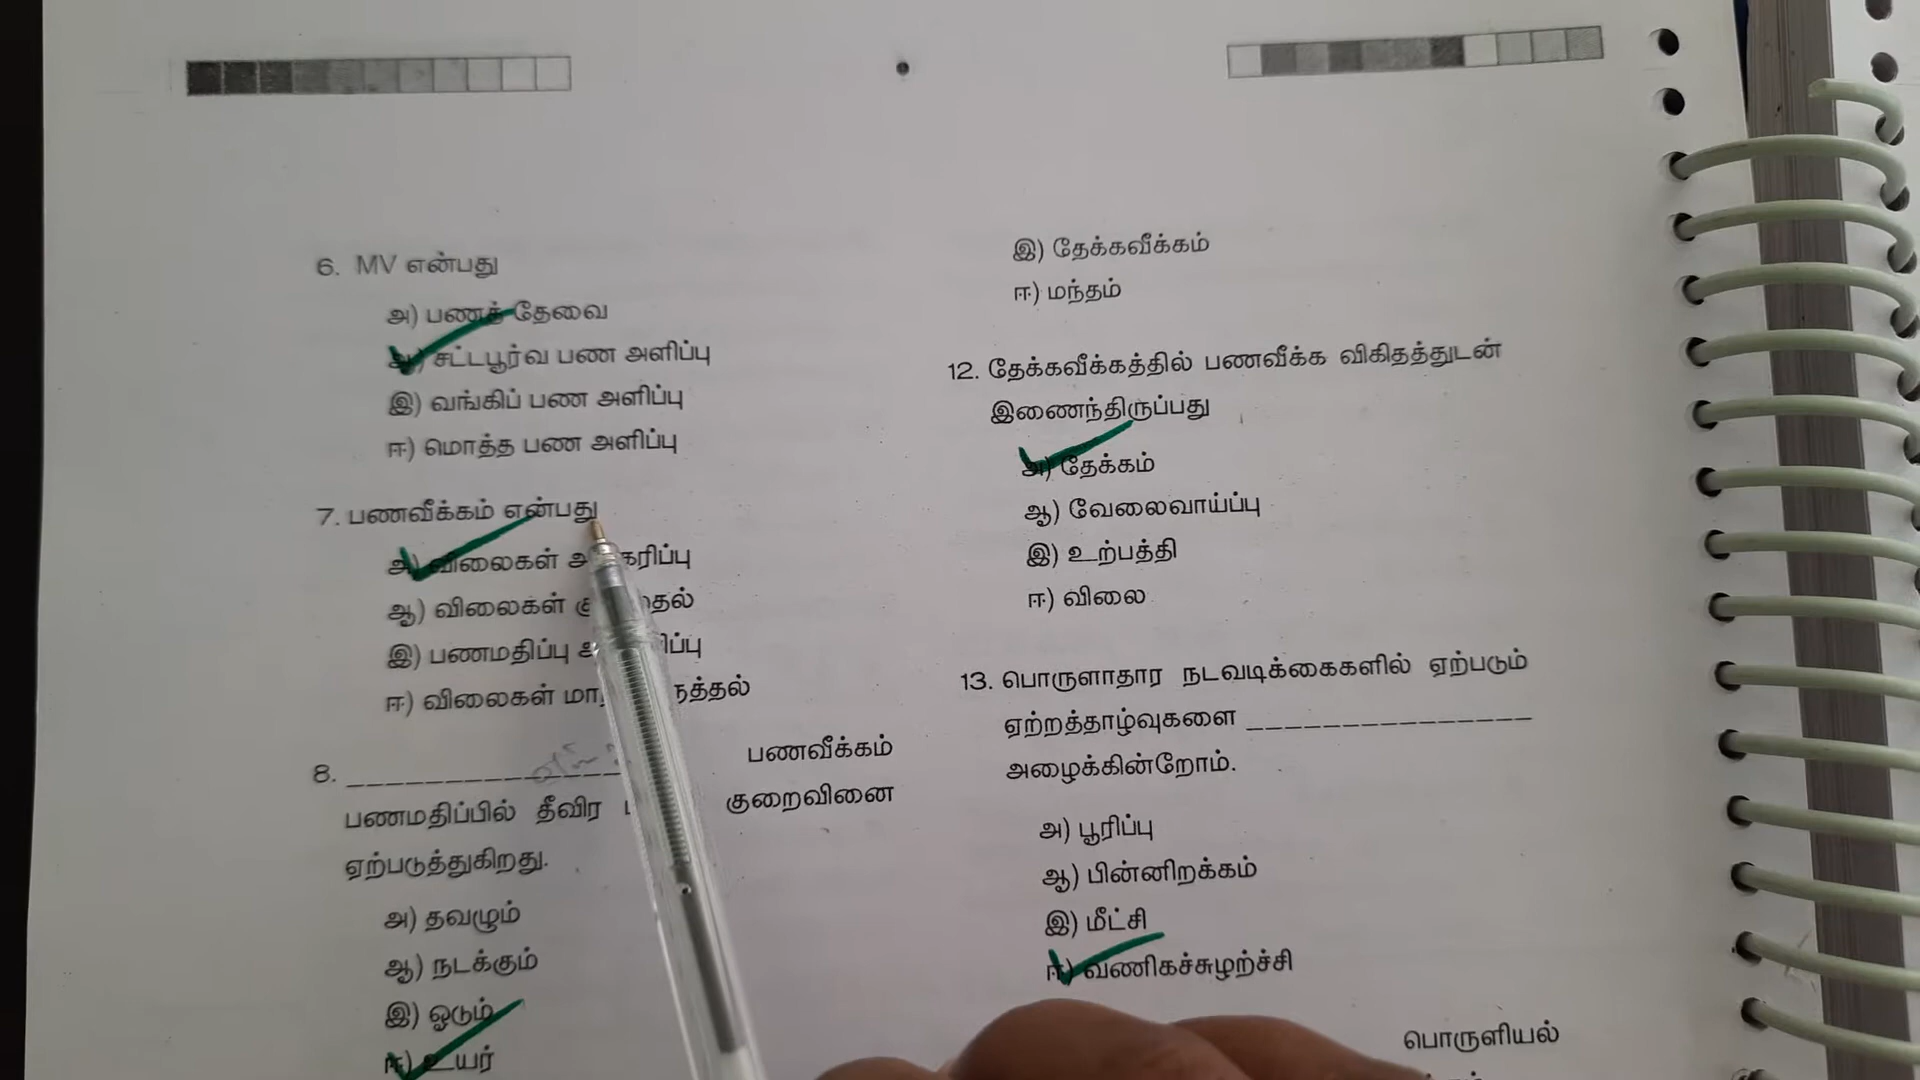 6. MV என்பது
அ) பணத் தேவை
ஆ) சட்டபூர்வ பண அளிப்பு
இ) வங்கிப் பண அளிப்பு
ஈ) மொத்த பண அளிப்பு
7. பணவீக்கம் என்பது
அ) விலைகள்
ஆ) விலைகள்
இ) பணமதிப்பு
ஈ) விலைகள்
8. ______________ பணவீக்கம்
பணமதிப்பில் தீவிர குறைவினை
ஏற்படுத்துகிறது.
அ) தவழும்
ஆ) நடக்கும்
இ) ஓடும்
ஈ) உயர்
இ) தேக்கவீக்கம்
ஈ) மந்தம்
12. தேக்கவீக்கத்தில் பணவீக்க விகிதத்துடன்
இணைந்திருப்பது
அ) தேக்கம்
ஆ) வேலைவாய்ப்பு
இ) உற்பத்தி
ஈ) விலை
13. பொருளாதார நடவடிக்கைகளில் ஏற்படும்
ஏற்றத்தாழ்வுகளை _______________
அழைக்கின்றோம்.
அ) பூரிப்பு
ஆ) பின்னிறக்கம்
இ) மீட்சி
ஈ) வணிகச்சுழற்ச்சி
பொருளியல்